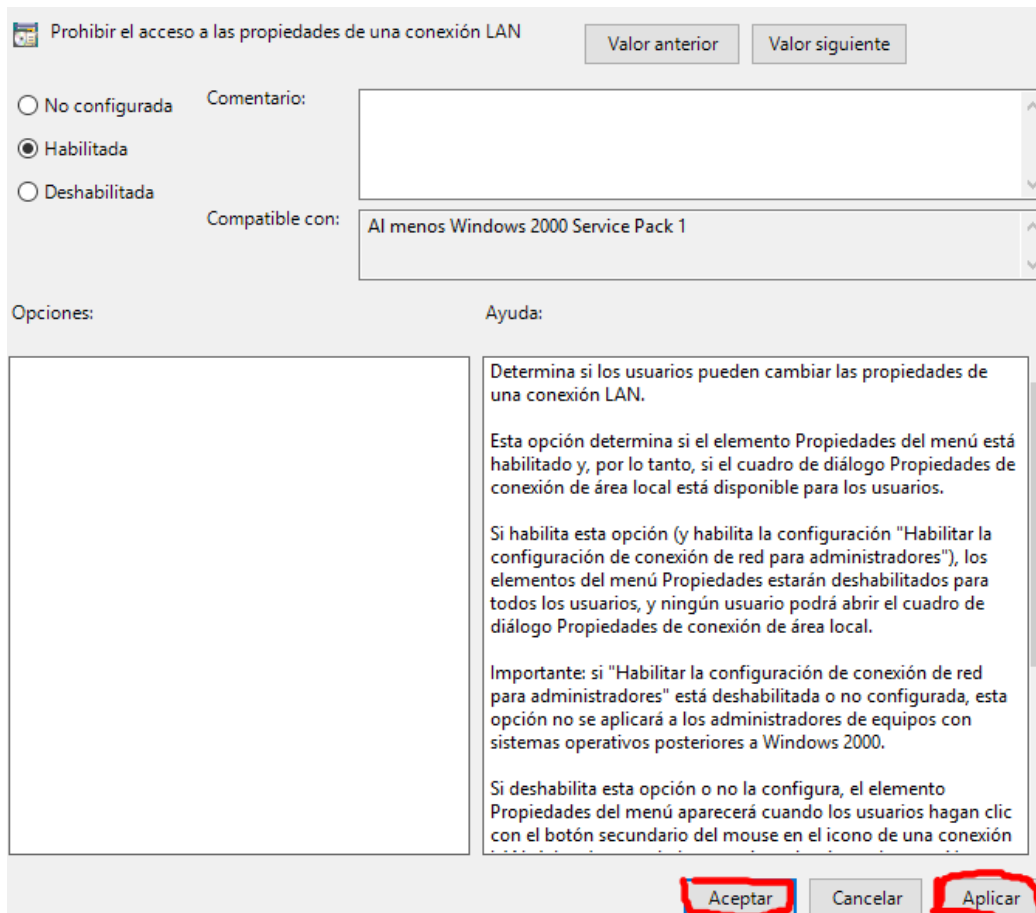 Prohibir el acceso a las propiedades de una conexión LAN
Valor anterior
Valor siguiente
No configurada
Habilitada
Deshabilitada
Comentario:
Compatible con:
Al menos Windows 2000 Service Pack 1
Opciones:
Ayuda:
Determina si los usuarios pueden cambiar las propiedades de
una conexión LAN.
Esta opción determina si el elemento Propiedades del menú está
habilitado y, por lo tanto, si el cuadro de diálogo Propiedades de
conexión de área local está disponible para los usuarios.
Si habilita esta opción (y habilita la configuración "Habilitar la
configuración de conexión de red para administradores"), los
elementos del menú Propiedades estarán deshabilitados para
todos los usuarios, y ningún usuario podrá abrir el cuadro de
diálogo Propiedades de conexión de área local.
Importante: si "Habilitar la configuración de conexión de red
para administradores" está deshabilitada o no configurada, esta
opción no se aplicará a los administradores de equipos con
sistemas operativos posteriores a Windows 2000.
Si deshabilita esta opción o no la configura, el elemento
Propiedades del menú aparecerá cuando los usuarios hagan clic
con el botón secundario del mouse en el icono de una conexión
Aceptar
Cancelar
Aplicar